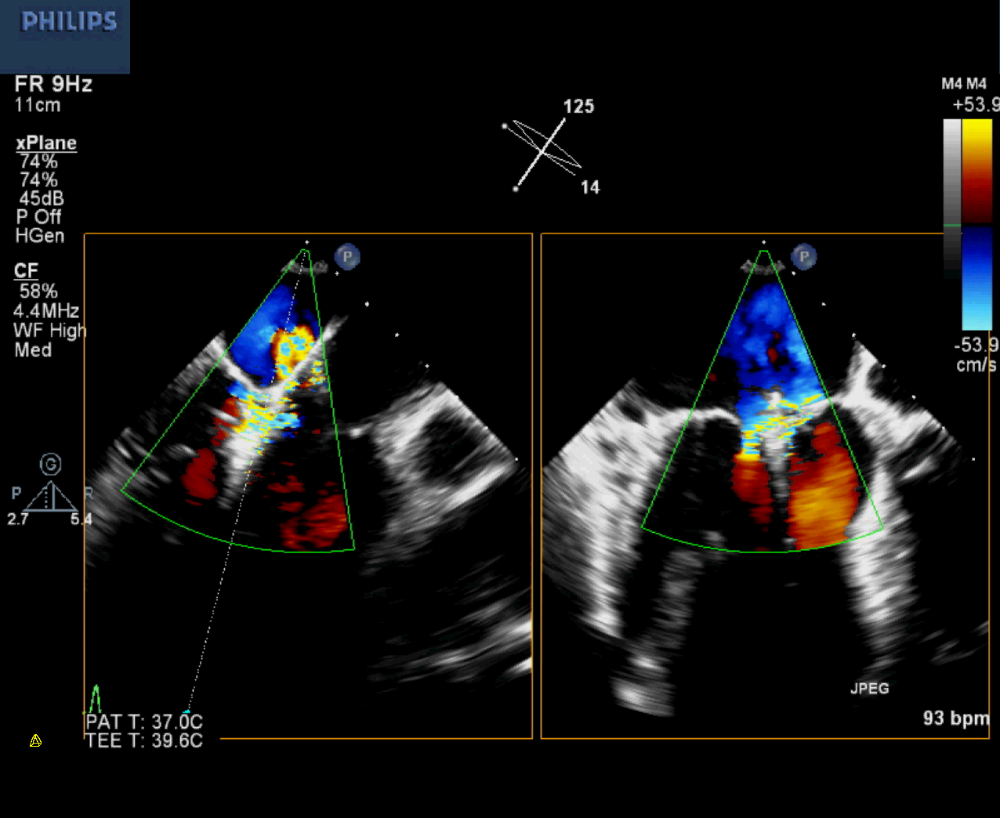 PHILIPS
FR 9Hz
11cm
xPlane
74%
74%
45dB
P Off
HGen
CF
58%
4.4MHz
WF High
Med
125
14
M4 M4
+53.9
-53.9
cm/s
P
P
G
P R
2.7 5.4
JPEG
93 bpm
PAT T: 37.0C
TEE T: 39.6C